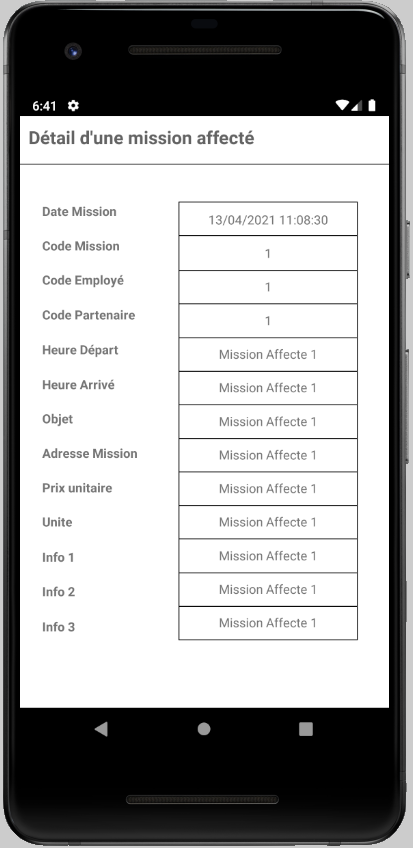 6:41
Détail d'une mission affecté
Date Mission 13/04/2021 11:08:30
Code Mission 1
Code Employé 1
Code Partenaire 1
Heure Départ Mission Affecte 1
Heure Arrivé Mission Affecte 1
Objet Mission Affecte 1
Adresse Mission Mission Affecte 1
Prix unitaire Mission Affecte 1
Unite Mission Affecte 1
Info 1 Mission Affecte 1
Info 2 Mission Affecte 1
Info 3 Mission Affecte 1